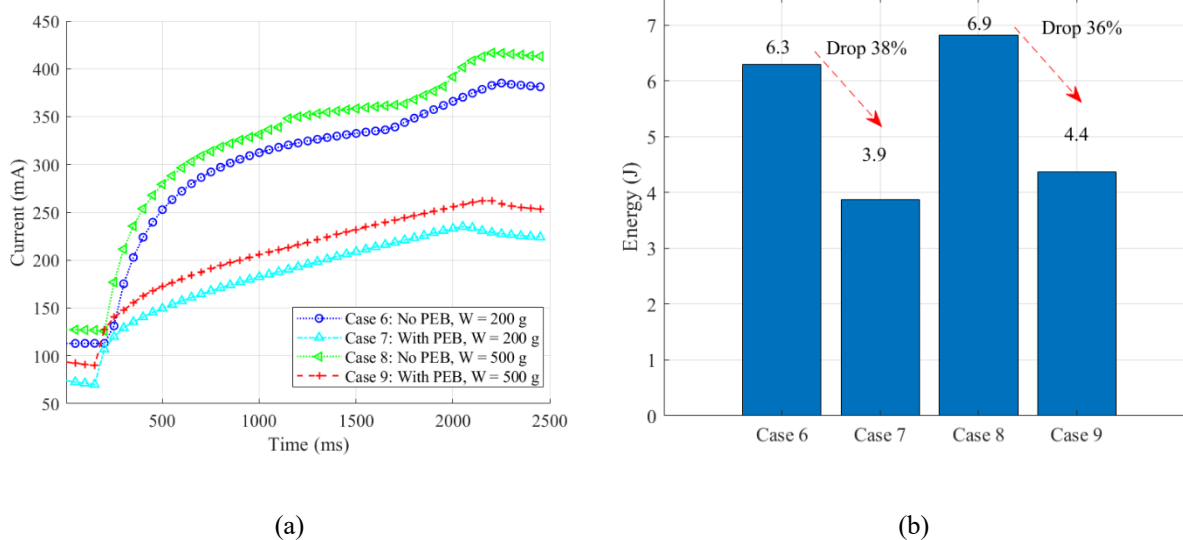 450
400
350
300
250
200
150
100
50
Current (mA)
500
1000
1500
2000
2500
Time (ms)
Case 6: No PEB, W = 200 g
Case 7: With PEB, W = 200 g
Case 8: No PEB, W = 500 g
Case 9: With PEB, W = 500 g
(a)
7
6
5
4
3
2
1
0
Energy (J)
6.3
Drop 38%
3.9
6.9
Drop 36%
4.4
Case 6
Case 7
Case 8
Case 9
(b)